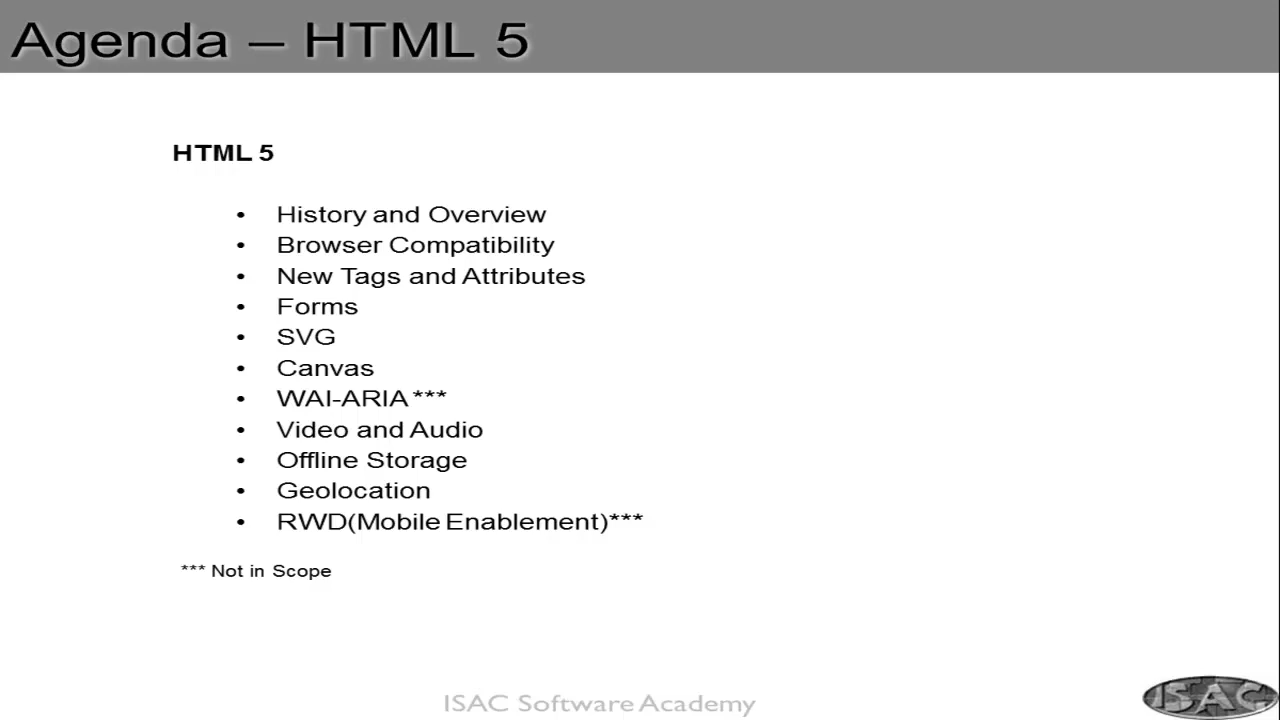 Agenda – HTML 5
HTML 5
• History and Overview
• Browser Compatibility
• New Tags and Attributes
• Forms
• SVG
• Canvas
• WAI-ARIA ***
• Video and Audio
• Offline Storage
• Geolocation
• RWD(Mobile Enablement)***
*** Not in Scope
ISAC Software Academy
ISAC